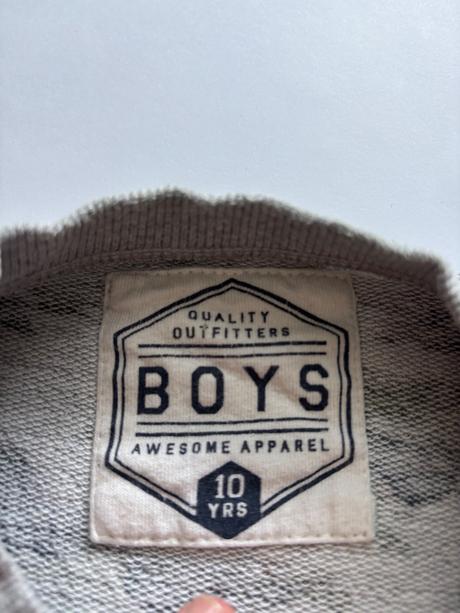 QUALITY
OUTFITTERS
BOYS
AWESOME APPAREL
10
YRS